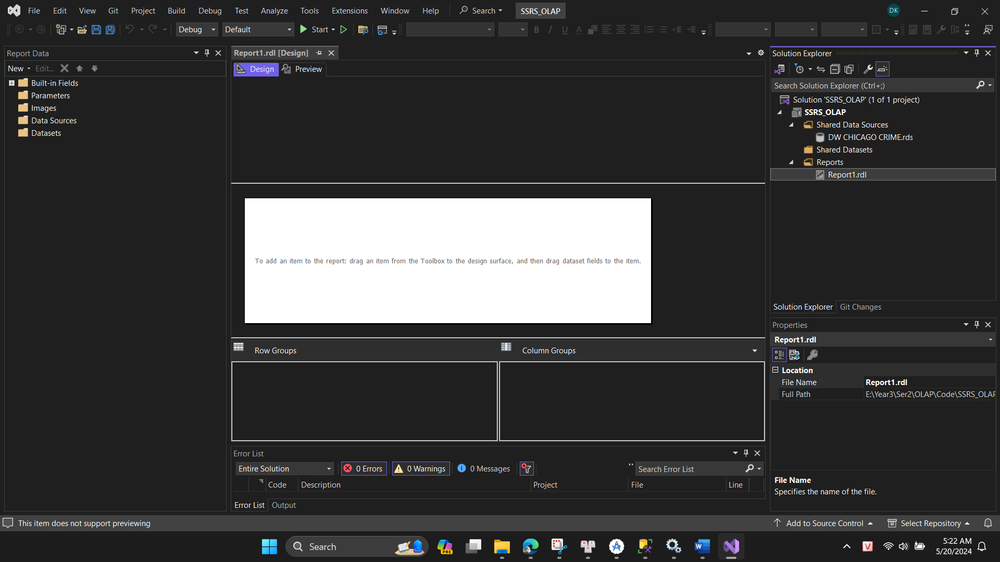 File Edit View Git Project Build Debug Test Analyze Tools Extensions Window Help Search SSRS_OLAP DK
Debug Default Start
Report Data
New Edit...
Built-in Fields
Parameters
Images
Data Sources
Datasets
Report1.rdl [Design]
Design Preview
To add an item to the report: drag an item from the Toolbox to the design surface, and then drag dataset fields to the item.
Row Groups Column Groups
Error List
Entire Solution 0 Errors 0 Warnings 0 Messages Search Error List
Code Description Project File Line
Error List Output
Solution Explorer
Search Solution Explorer (Ctrl+;)
Solution 'SSRS_OLAP' (1 of 1 project)
SSRS_OLAP
Shared Data Sources
DW CHICAGO CRIME.rds
Shared Datasets
Reports
Report1.rdl
Solution Explorer Git Changes
Properties
Report1.rdl
Location
File Name Report1.rdl
Full Path E:\Year3\Ser2\OLAP\Code\SSRS_OLAP
File Name
Specifies the name of the file.
This item does not support previewing Add to Source Control Select Repository
Search PRE 5:22 AM
5/20/2024